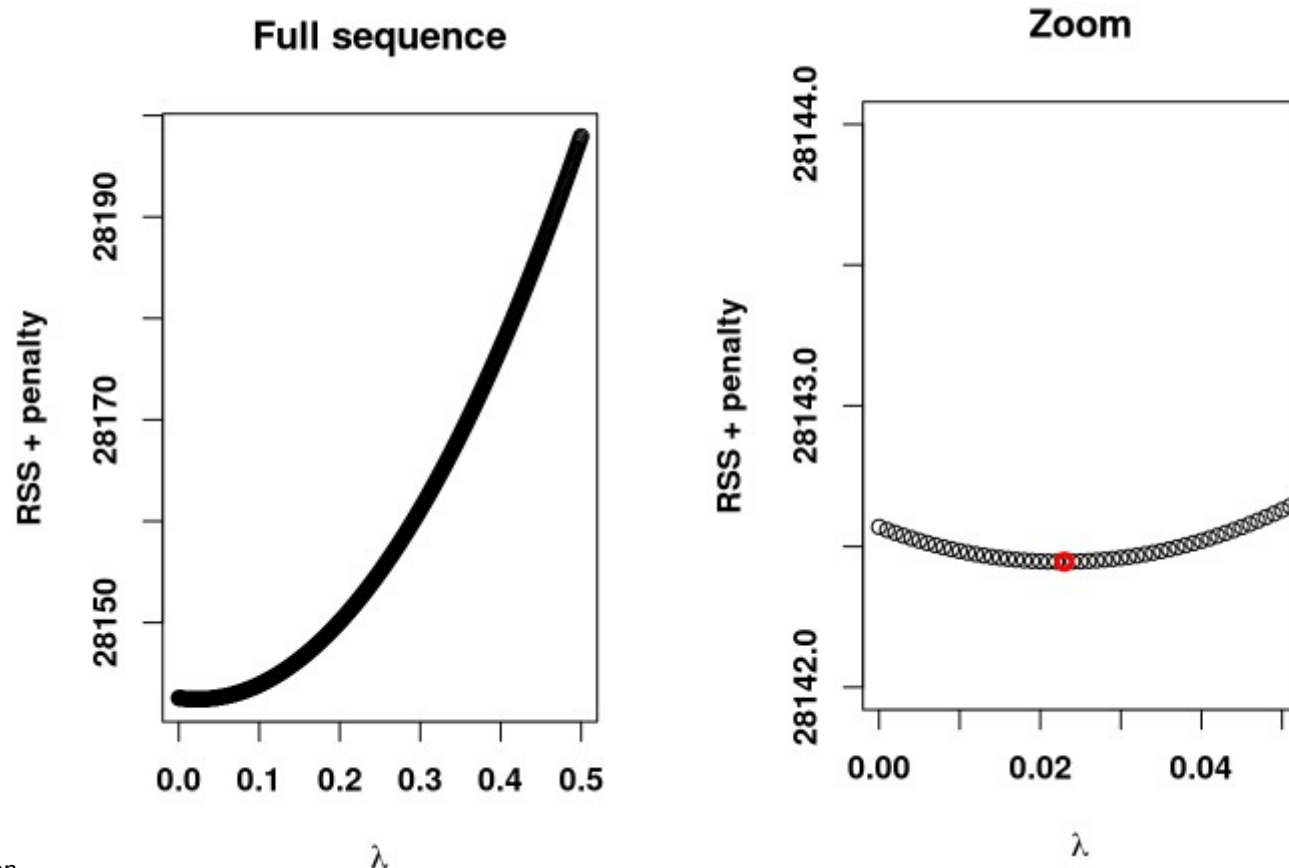 Full sequence
RSS + penalty
28190
28170
28150
0.0 0.1 0.2 0.3 0.4 0.5
λ
Zoom
RSS + penalty
28144.0
28143.0
28142.0
0.00 0.02 0.04
λ